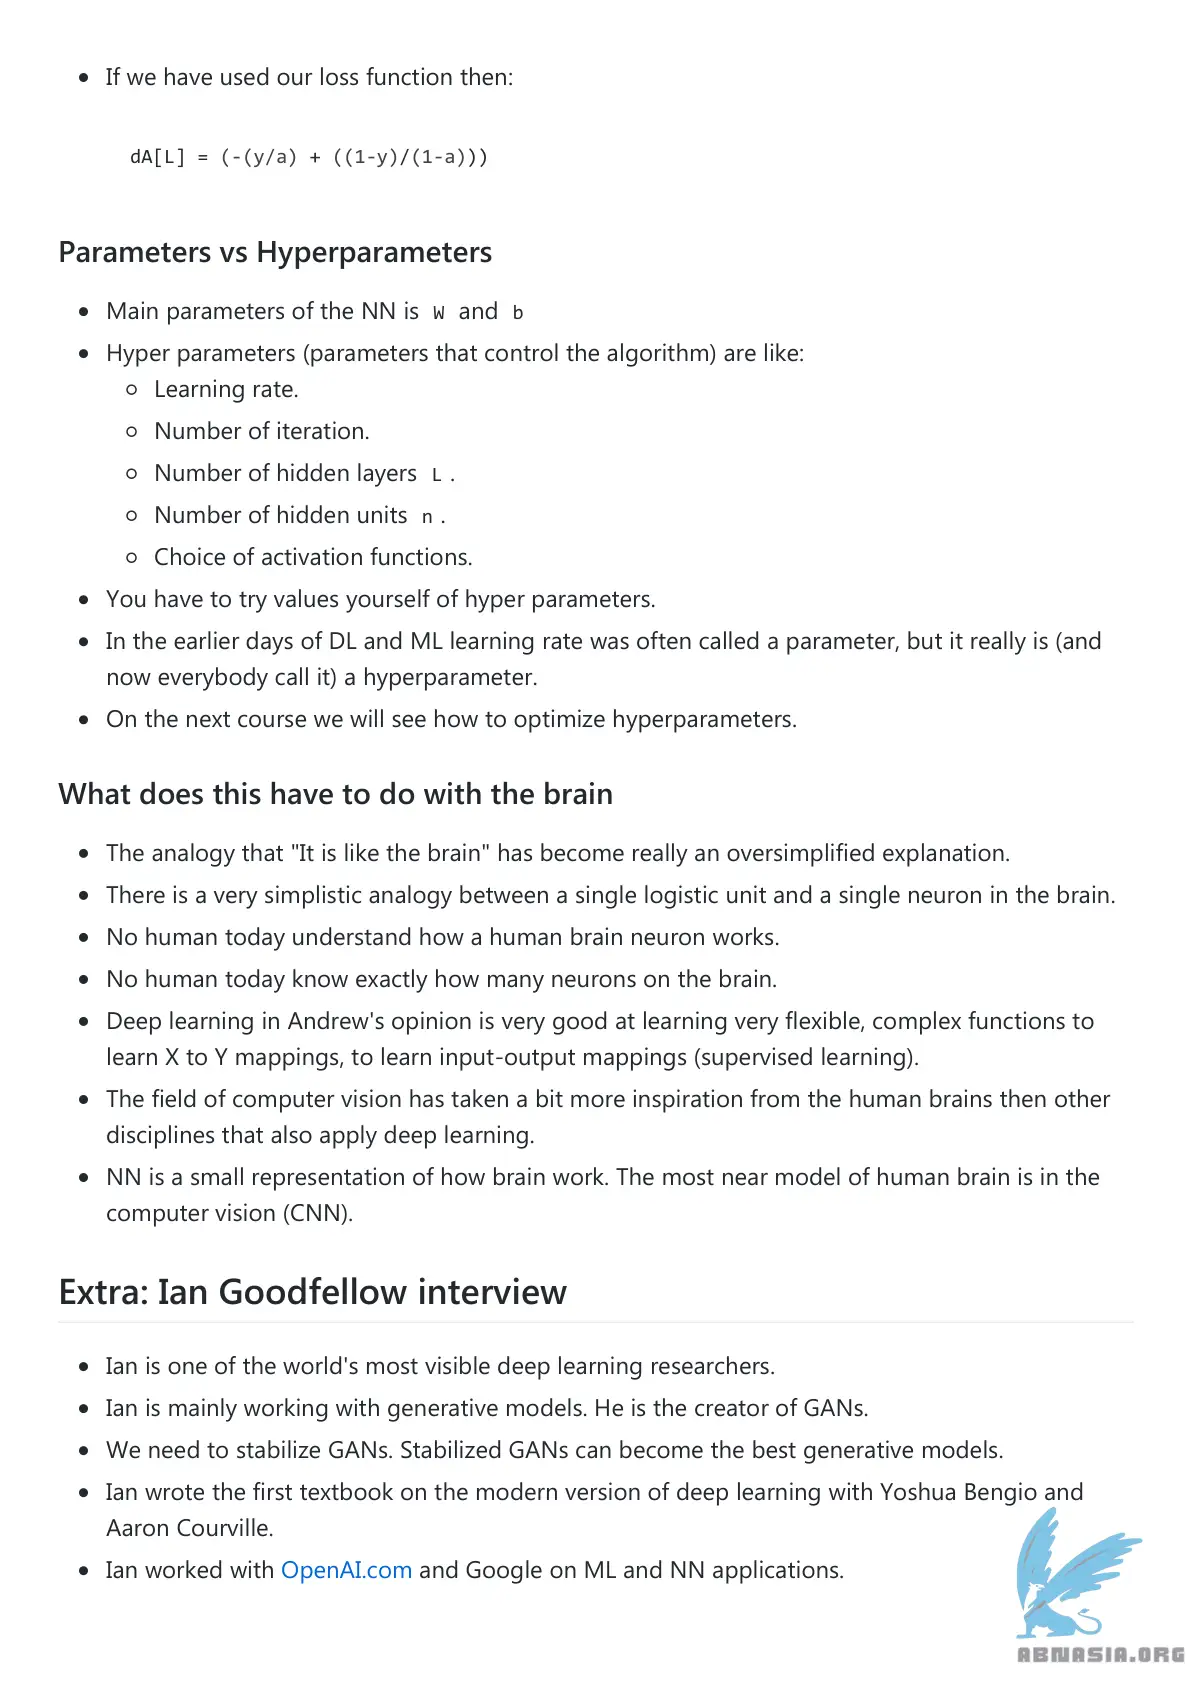 If we have used our loss function then:
dA[L] = (-(y/a) + ((1-y)/(1-a)))
Parameters vs Hyperparameters
Main parameters of the NN is W and b
Hyper parameters (parameters that control the algorithm) are like:
Learning rate.
Number of iteration.
Number of hidden layers L .
Number of hidden units n .
Choice of activation functions.
You have to try values yourself of hyper parameters.
In the earlier days of DL and ML learning rate was often called a parameter, but it really is (and
now everybody call it) a hyperparameter.
On the next course we will see how to optimize hyperparameters.
What does this have to do with the brain
The analogy that "It is like the brain" has become really an oversimplified explanation.
There is a very simplistic analogy between a single logistic unit and a single neuron in the brain.
No human today understand how a human brain neuron works.
No human today know exactly how many neurons on the brain.
Deep learning in Andrew's opinion is very good at learning very flexible, complex functions to
learn X to Y mappings, to learn input-output mappings (supervised learning).
The field of computer vision has taken a bit more inspiration from the human brains then other
disciplines that also apply deep learning.
NN is a small representation of how brain work. The most near model of human brain is in the
computer vision (CNN).
Extra: Ian Goodfellow interview
Ian is one of the world's most visible deep learning researchers.
Ian is mainly working with generative models. He is the creator of GANs.
We need to stabilize GANs. Stabilized GANs can become the best generative models.
Ian wrote the first textbook on the modern version of deep learning with Yoshua Bengio and
Aaron Courville.
Ian worked with OpenAI.com and Google on ML and NN applications.
ABNASIA.ORG